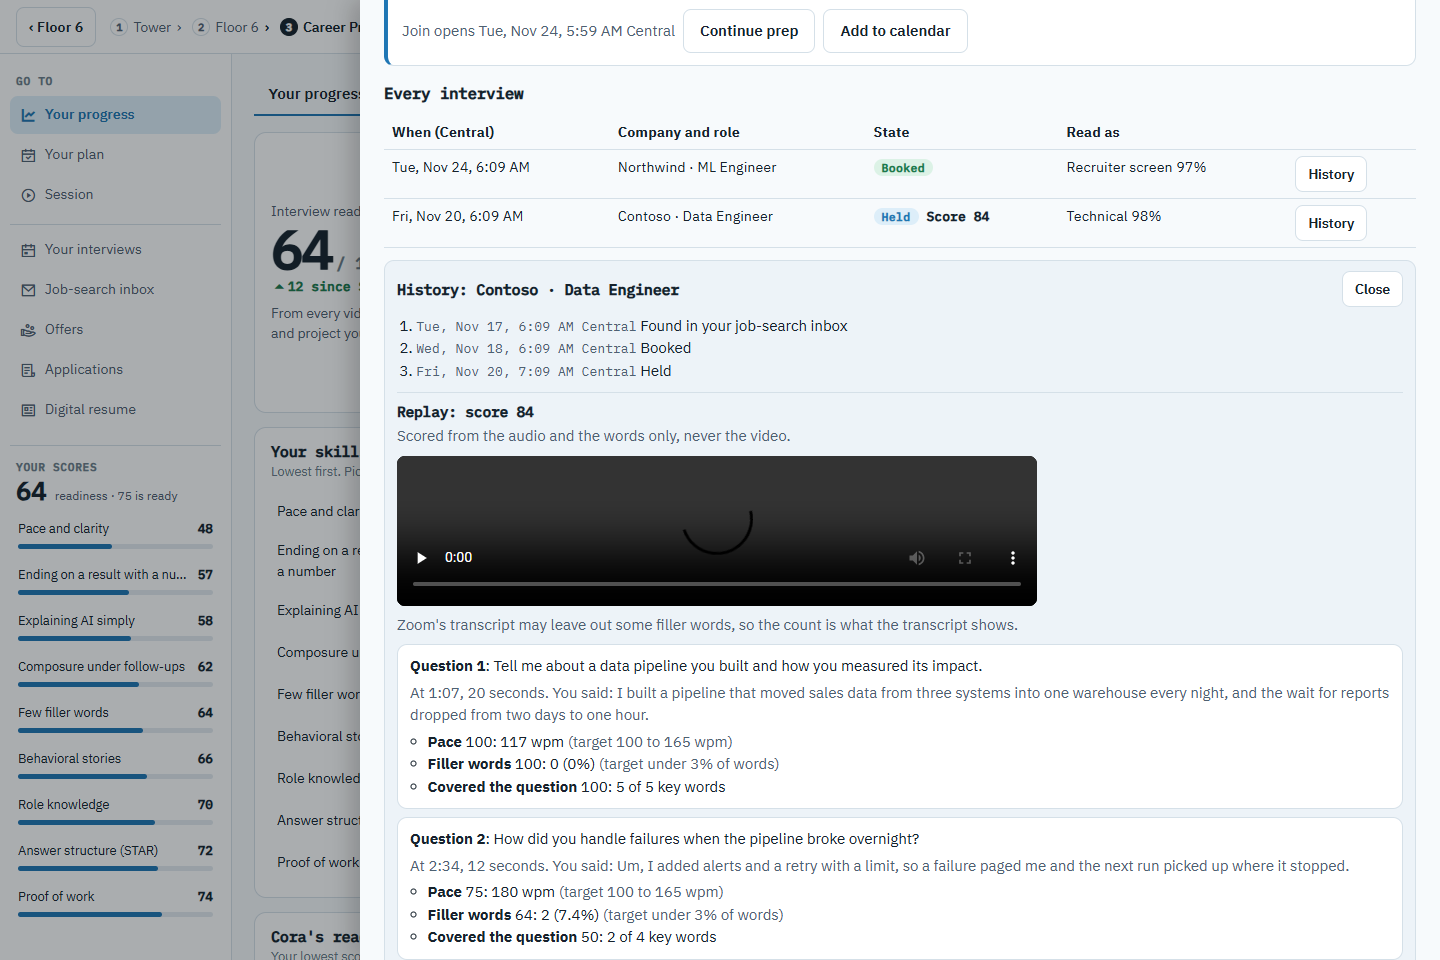 ‹ Floor 6
1 Tower ›
2 Floor 6 ›
3 Career Pr
GO TO
Your progress
Your plan
Session
Your interviews
Job-search inbox
Offers
Applications
Digital resume
YOUR SCORES
64 readiness · 75 is ready
Pace and clarity 48
Ending on a result with a nu... 57
Explaining AI simply 58
Composure under follow-ups 62
Few filler words 64
Behavioral stories 66
Role knowledge 70
Answer structure (STAR) 72
Proof of work 74
Your progress
Interview read
64 / 1
12 since
From every vid
and project yo
Your skill
Lowest first. Pic
Pace and clar
Ending on a re
a number
Explaining AI
Composure u
Few filler wor
Behavioral sto
Role knowled
Answer struct
Proof of work
Cora's rea
Your lowest sco
Join opens Tue, Nov 24, 5:59 AM Central
Continue prep
Add to calendar
Every interview
When (Central) Company and role State Read as
Tue, Nov 24, 6:09 AM Northwind · ML Engineer Booked Recruiter screen 97% History
Fri, Nov 20, 6:09 AM Contoso · Data Engineer Held Score 84 Technical 98% History
History: Contoso · Data Engineer
Close
1. Tue, Nov 17, 6:09 AM Central Found in your job-search inbox
2. Wed, Nov 18, 6:09 AM Central Booked
3. Fri, Nov 20, 7:09 AM Central Held
Replay: score 84
Scored from the audio and the words only, never the video.
0:00
Zoom's transcript may leave out some filler words, so the count is what the transcript shows.
Question 1: Tell me about a data pipeline you built and how you measured its impact.
At 1:07, 20 seconds. You said: I built a pipeline that moved sales data from three systems into one warehouse every night, and the wait for reports
dropped from two days to one hour.
Pace 100: 117 wpm (target 100 to 165 wpm)
Filler words 100: 0 (0%) (target under 3% of words)
Covered the question 100: 5 of 5 key words
Question 2: How did you handle failures when the pipeline broke overnight?
At 2:34, 12 seconds. You said: Um, I added alerts and a retry with a limit, so a failure paged me and the next run picked up where it stopped.
Pace 75: 180 wpm (target 100 to 165 wpm)
Filler words 64: 2 (7.4%) (target under 3% of words)
Covered the question 50: 2 of 4 key words